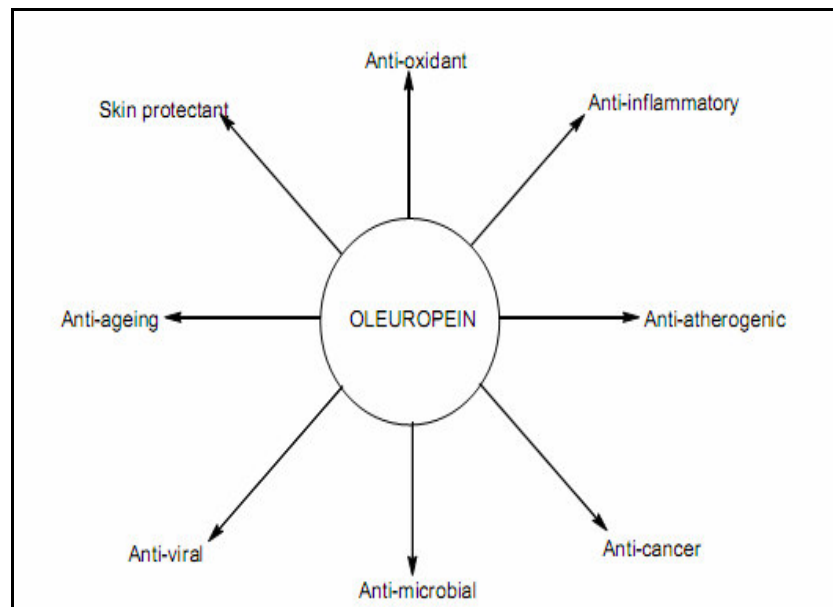 Anti-oxidant
Skin protectant
Anti-inflammatory
Anti-ageing
OLEUROPEIN
Anti-atherogenic
Anti-viral
Anti-cancer
Anti-microbial